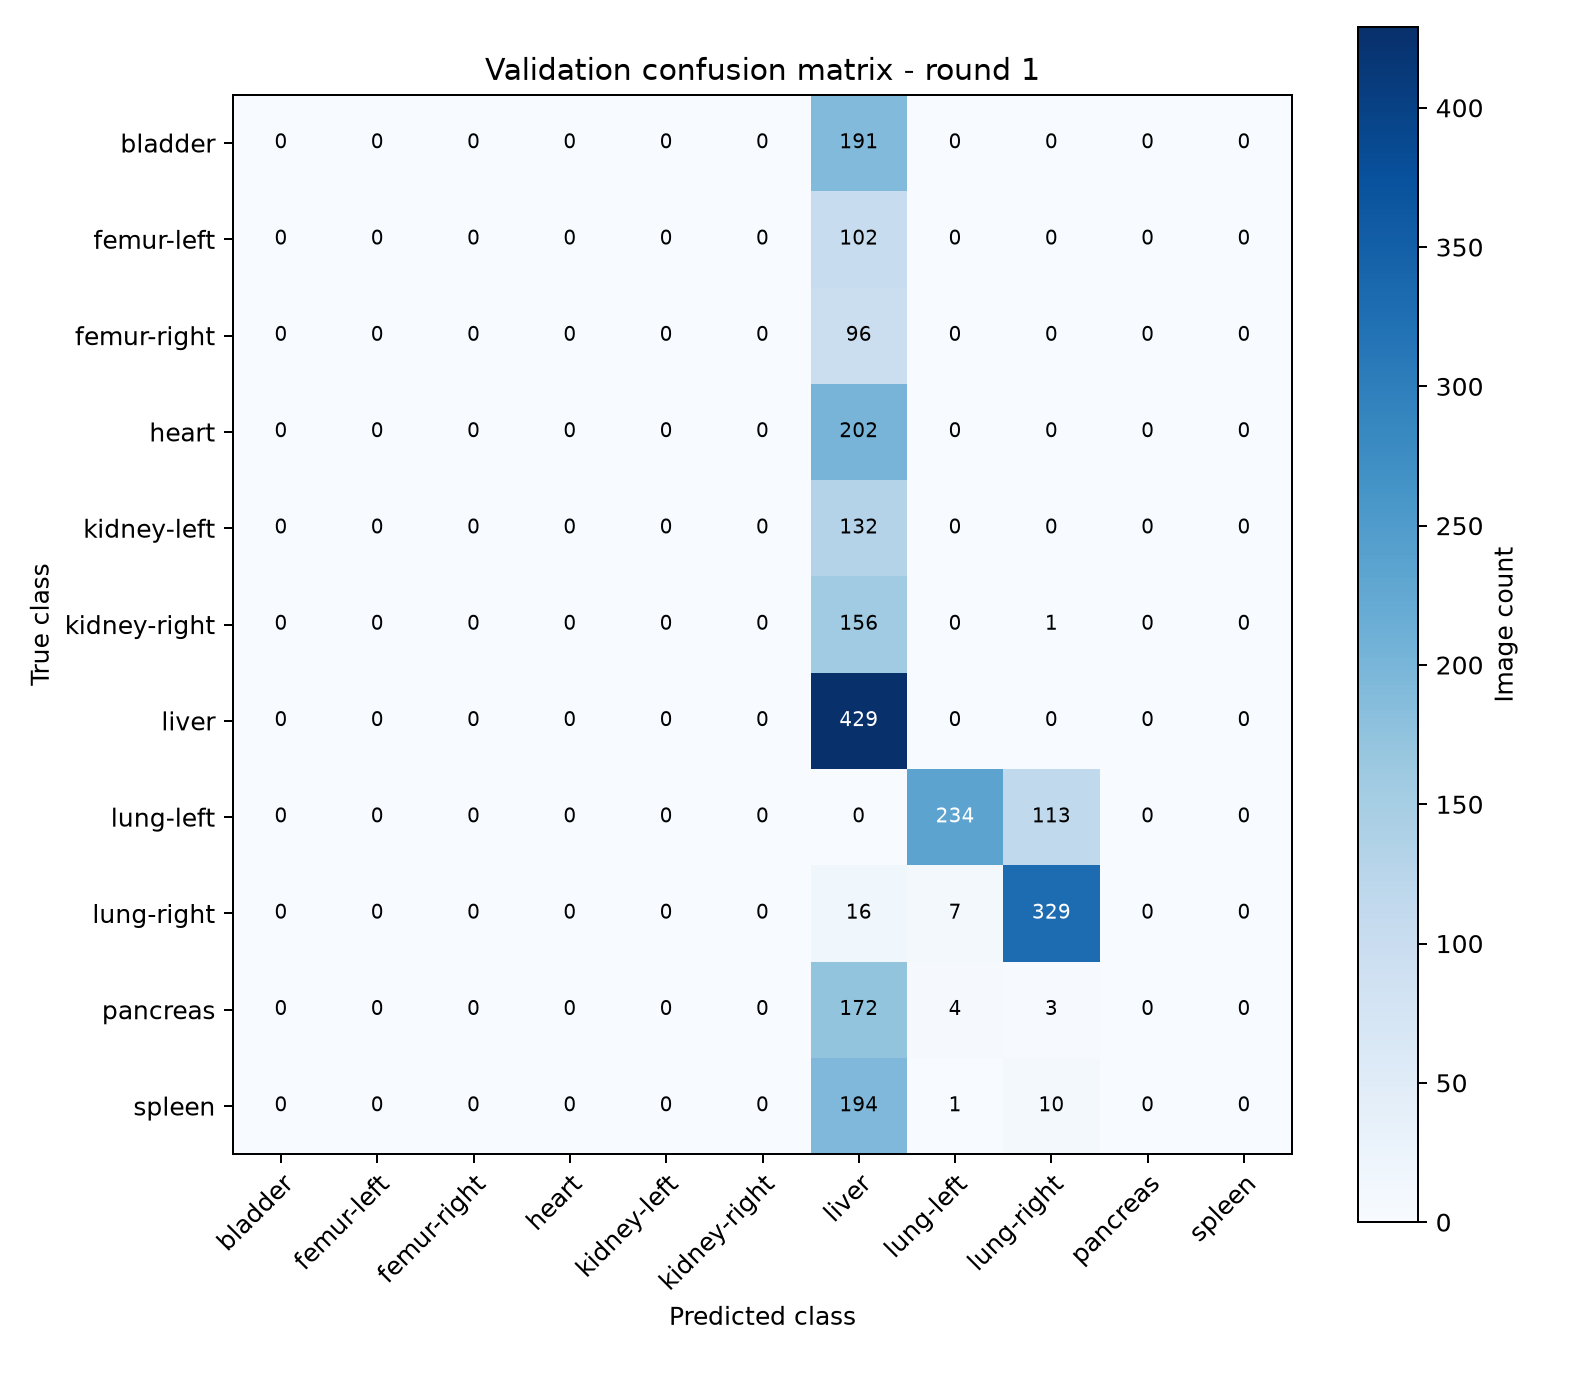 Validation confusion matrix - round 1
True class
bladder 0 0 0 0 0 0 191 0 0 0 0
femur-left 0 0 0 0 0 0 102 0 0 0 0
femur-right 0 0 0 0 0 0 96 0 0 0 0
heart 0 0 0 0 0 0 202 0 0 0 0
kidney-left 0 0 0 0 0 0 132 0 0 0 0
kidney-right 0 0 0 0 0 0 156 0 1 0 0
liver 0 0 0 0 0 0 429 0 0 0 0
lung-left 0 0 0 0 0 0 0 234 113 0 0
lung-right 0 0 0 0 0 0 16 7 329 0 0
pancreas 0 0 0 0 0 0 172 4 3 0 0
spleen 0 0 0 0 0 0 194 1 10 0 0
bladder femur-left femur-right heart kidney-left kidney-right liver lung-left lung-right pancreas spleen
Predicted class
400
350
300
250
200
150
100
50
0
Image count